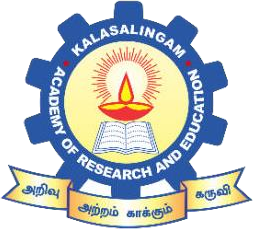 KALASALINGAM
ACADEMY OF RESEARCH AND EDUCATION
அறிவு அற்றம் காக்கும் கருவி